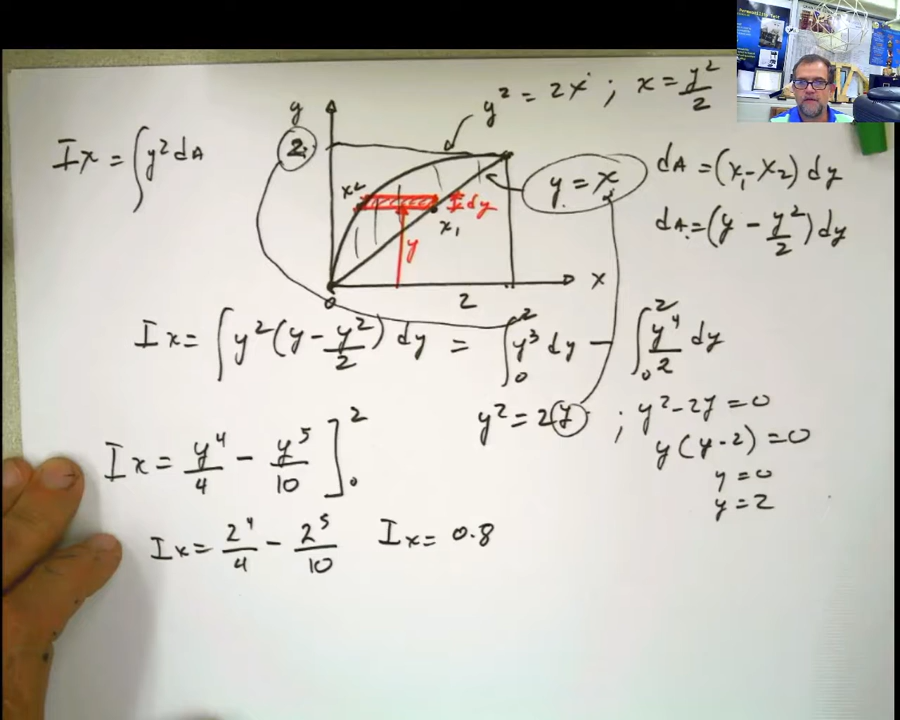 y² = 2x ; x = y²/2
Ix = ∫ y² dA
y
2
x2
dy
x₁
y
y = x
dA = (x₁ - x₂) dy
dA = (y - y²/2) dy
0
2
x
Ix = ∫ y² (y - y²/2) dy = ∫₀² y³ dy - ∫₀² y⁴/2 dy
y² = 2y ; y² - 2y = 0
y (y - 2) = 0
y = 0
y = 2
Ix = y⁴/4 - y⁵/10 ]₀²
Ix = 2⁴/4 - 2⁵/10 Ix = 0.8